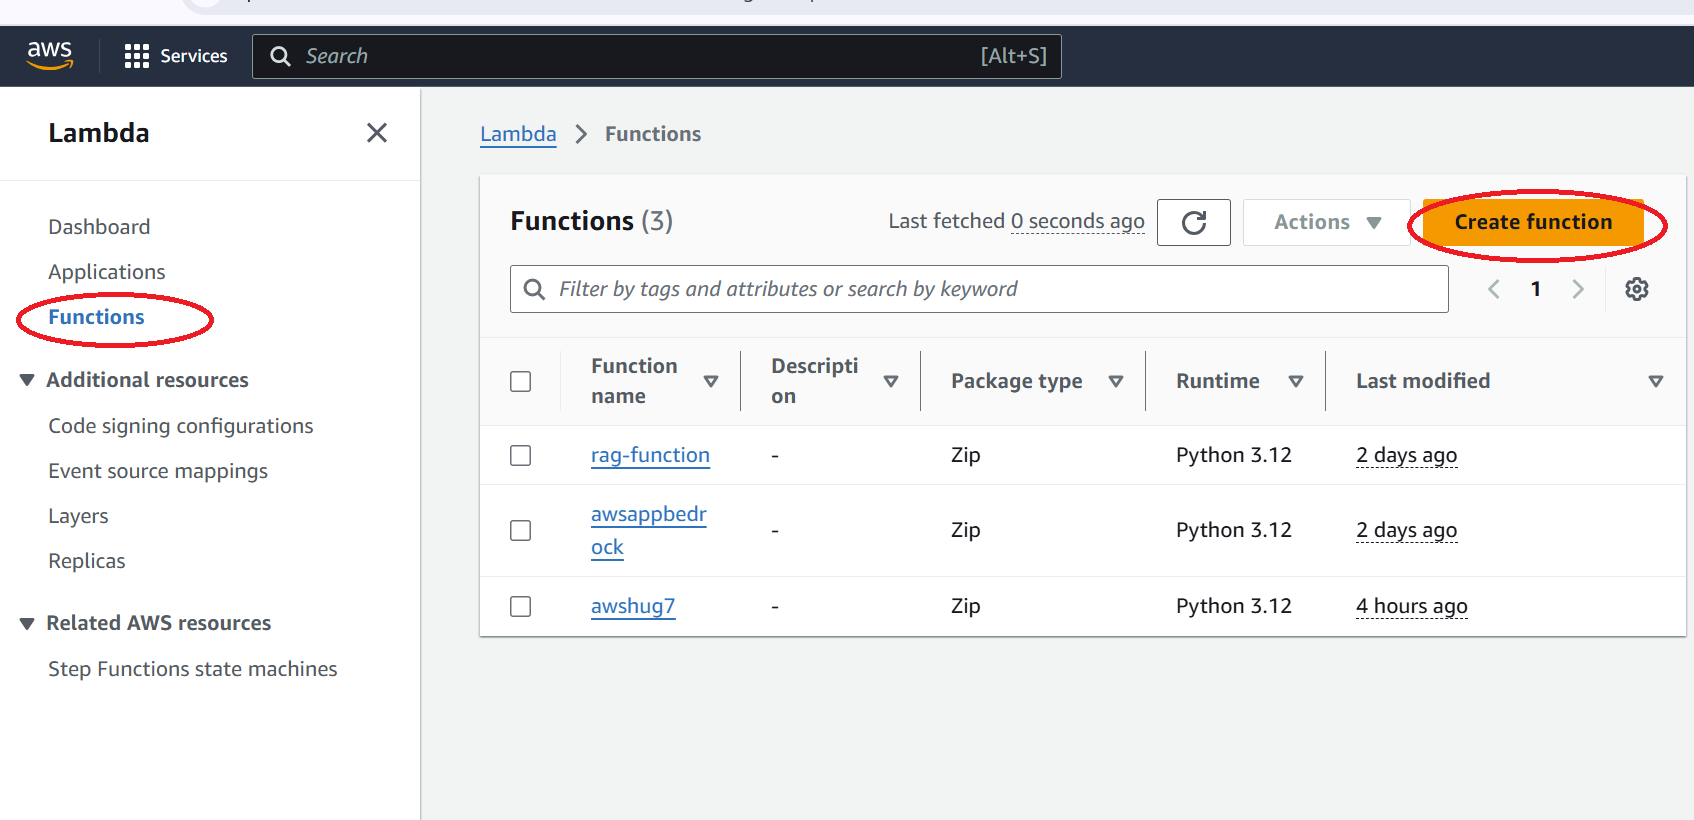 aws
Services
Search
[Alt+S]
Lambda
Dashboard
Applications
Functions
Additional resources
Code signing configurations
Event source mappings
Layers
Replicas
Related AWS resources
Step Functions state machines
Lambda > Functions
Functions (3)
Last fetched 0 seconds ago
Actions
Create function
Filter by tags and attributes or search by keyword
1
Function
name
Descripti
on
Package type
Runtime
Last modified
rag-function - Zip Python 3.12 2 days ago
awsappbedr
ock
- Zip Python 3.12 2 days ago
awshug7 - Zip Python 3.12 4 hours ago